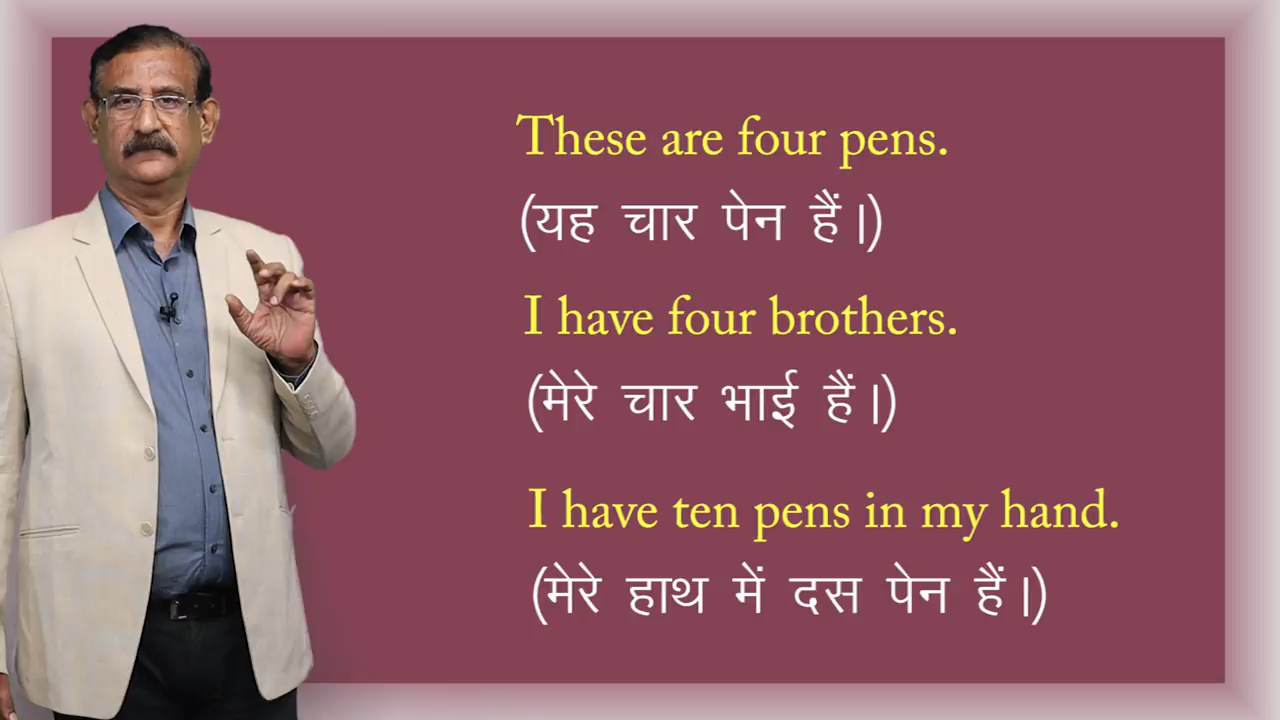 These are four pens.
(यह चार पेन हैं।)
I have four brothers.
(मेरे चार भाई हैं।)
I have ten pens in my hand.
(मेरे हाथ में दस पेन हैं।)